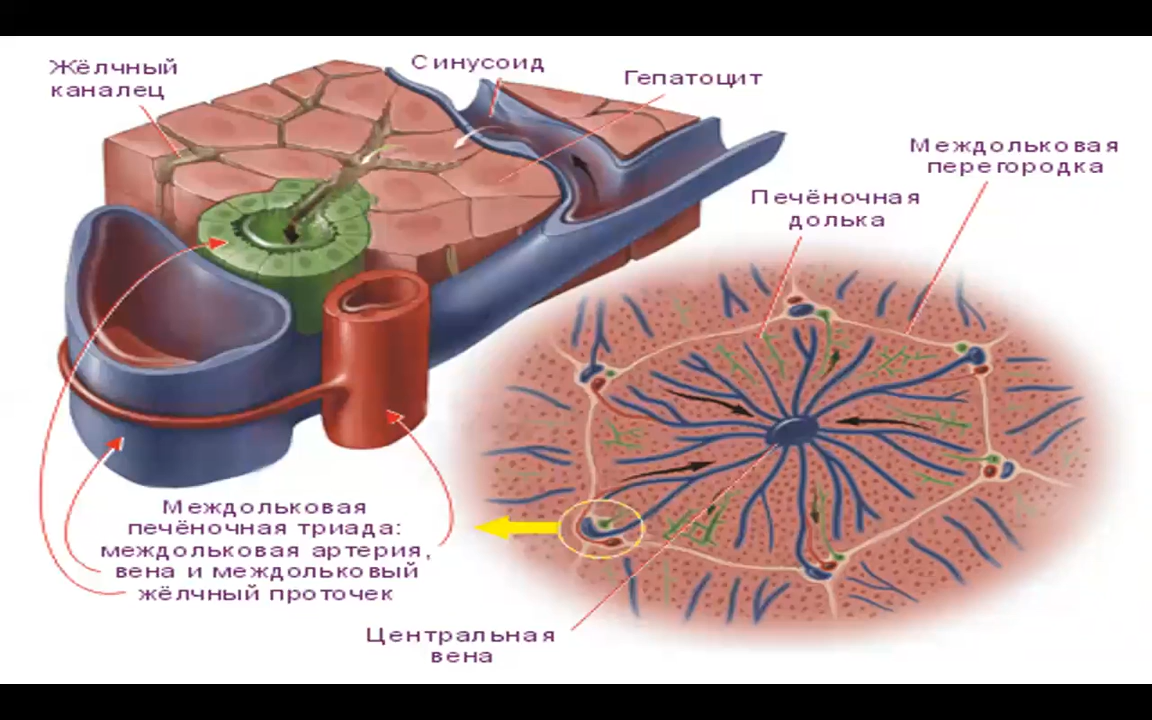 Жёлчный
каналец
Синусоид
Гепатоцит
Междольковая
перегородка
Печёночная
долька
Междольковая
печёночная триада:
междольковая артерия,
вена и междольковый
жёлчный проточек
Центральная
вена